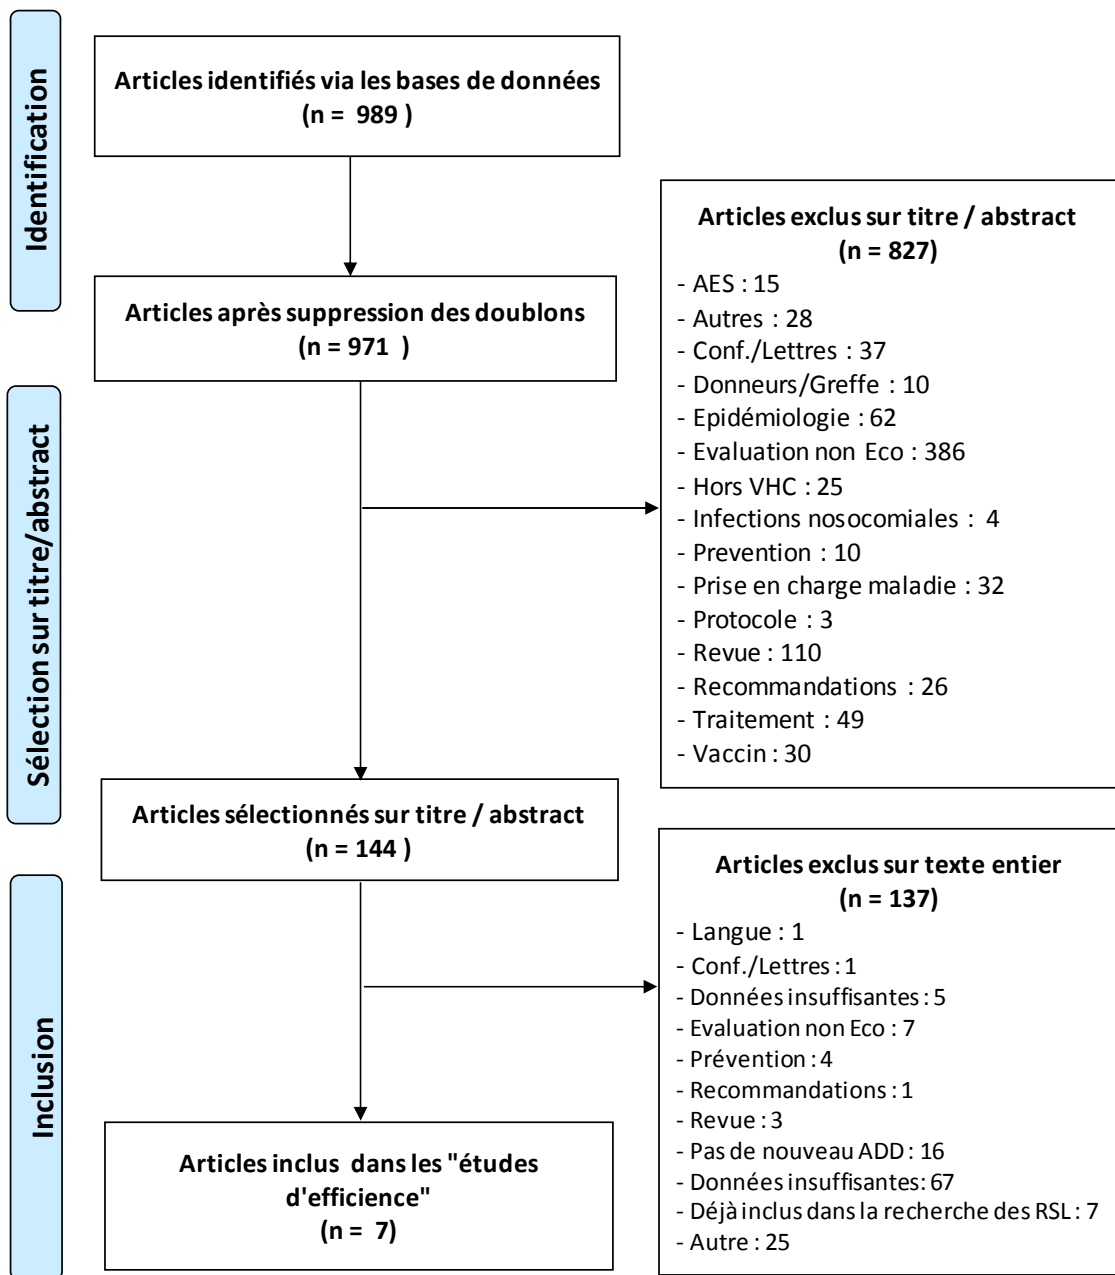 Identification
Articles identifiés via les bases de données
(n = 989 )
Articles après suppression des doublons
(n = 971 )
Articles exclus sur titre / abstract
(n = 827)
- AES : 15
- Autres : 28
- Conf./Lettres : 37
- Donneurs/Greffe : 10
- Epidémiologie : 62
- Evaluation non Eco : 386
- Hors VHC : 25
- Infections nosocomiales : 4
- Prevention : 10
- Prise en charge maladie : 32
- Protocole : 3
- Revue : 110
- Recommandations : 26
- Traitement : 49
- Vaccin : 30
Sélection sur titre/abstract
Articles sélectionnés sur titre / abstract
(n = 144 )
Articles exclus sur texte entier
(n = 137)
- Langue : 1
- Conf./Lettres : 1
- Données insuffisantes : 5
- Evaluation non Eco : 7
- Prévention : 4
- Recommandations : 1
- Revue : 3
- Pas de nouveau ADD : 16
- Données insuffisantes: 67
- Déjà inclus dans la recherche des RSL : 7
- Autre : 25
Inclusion
Articles inclus dans les "études
d'efficience"
(n = 7)